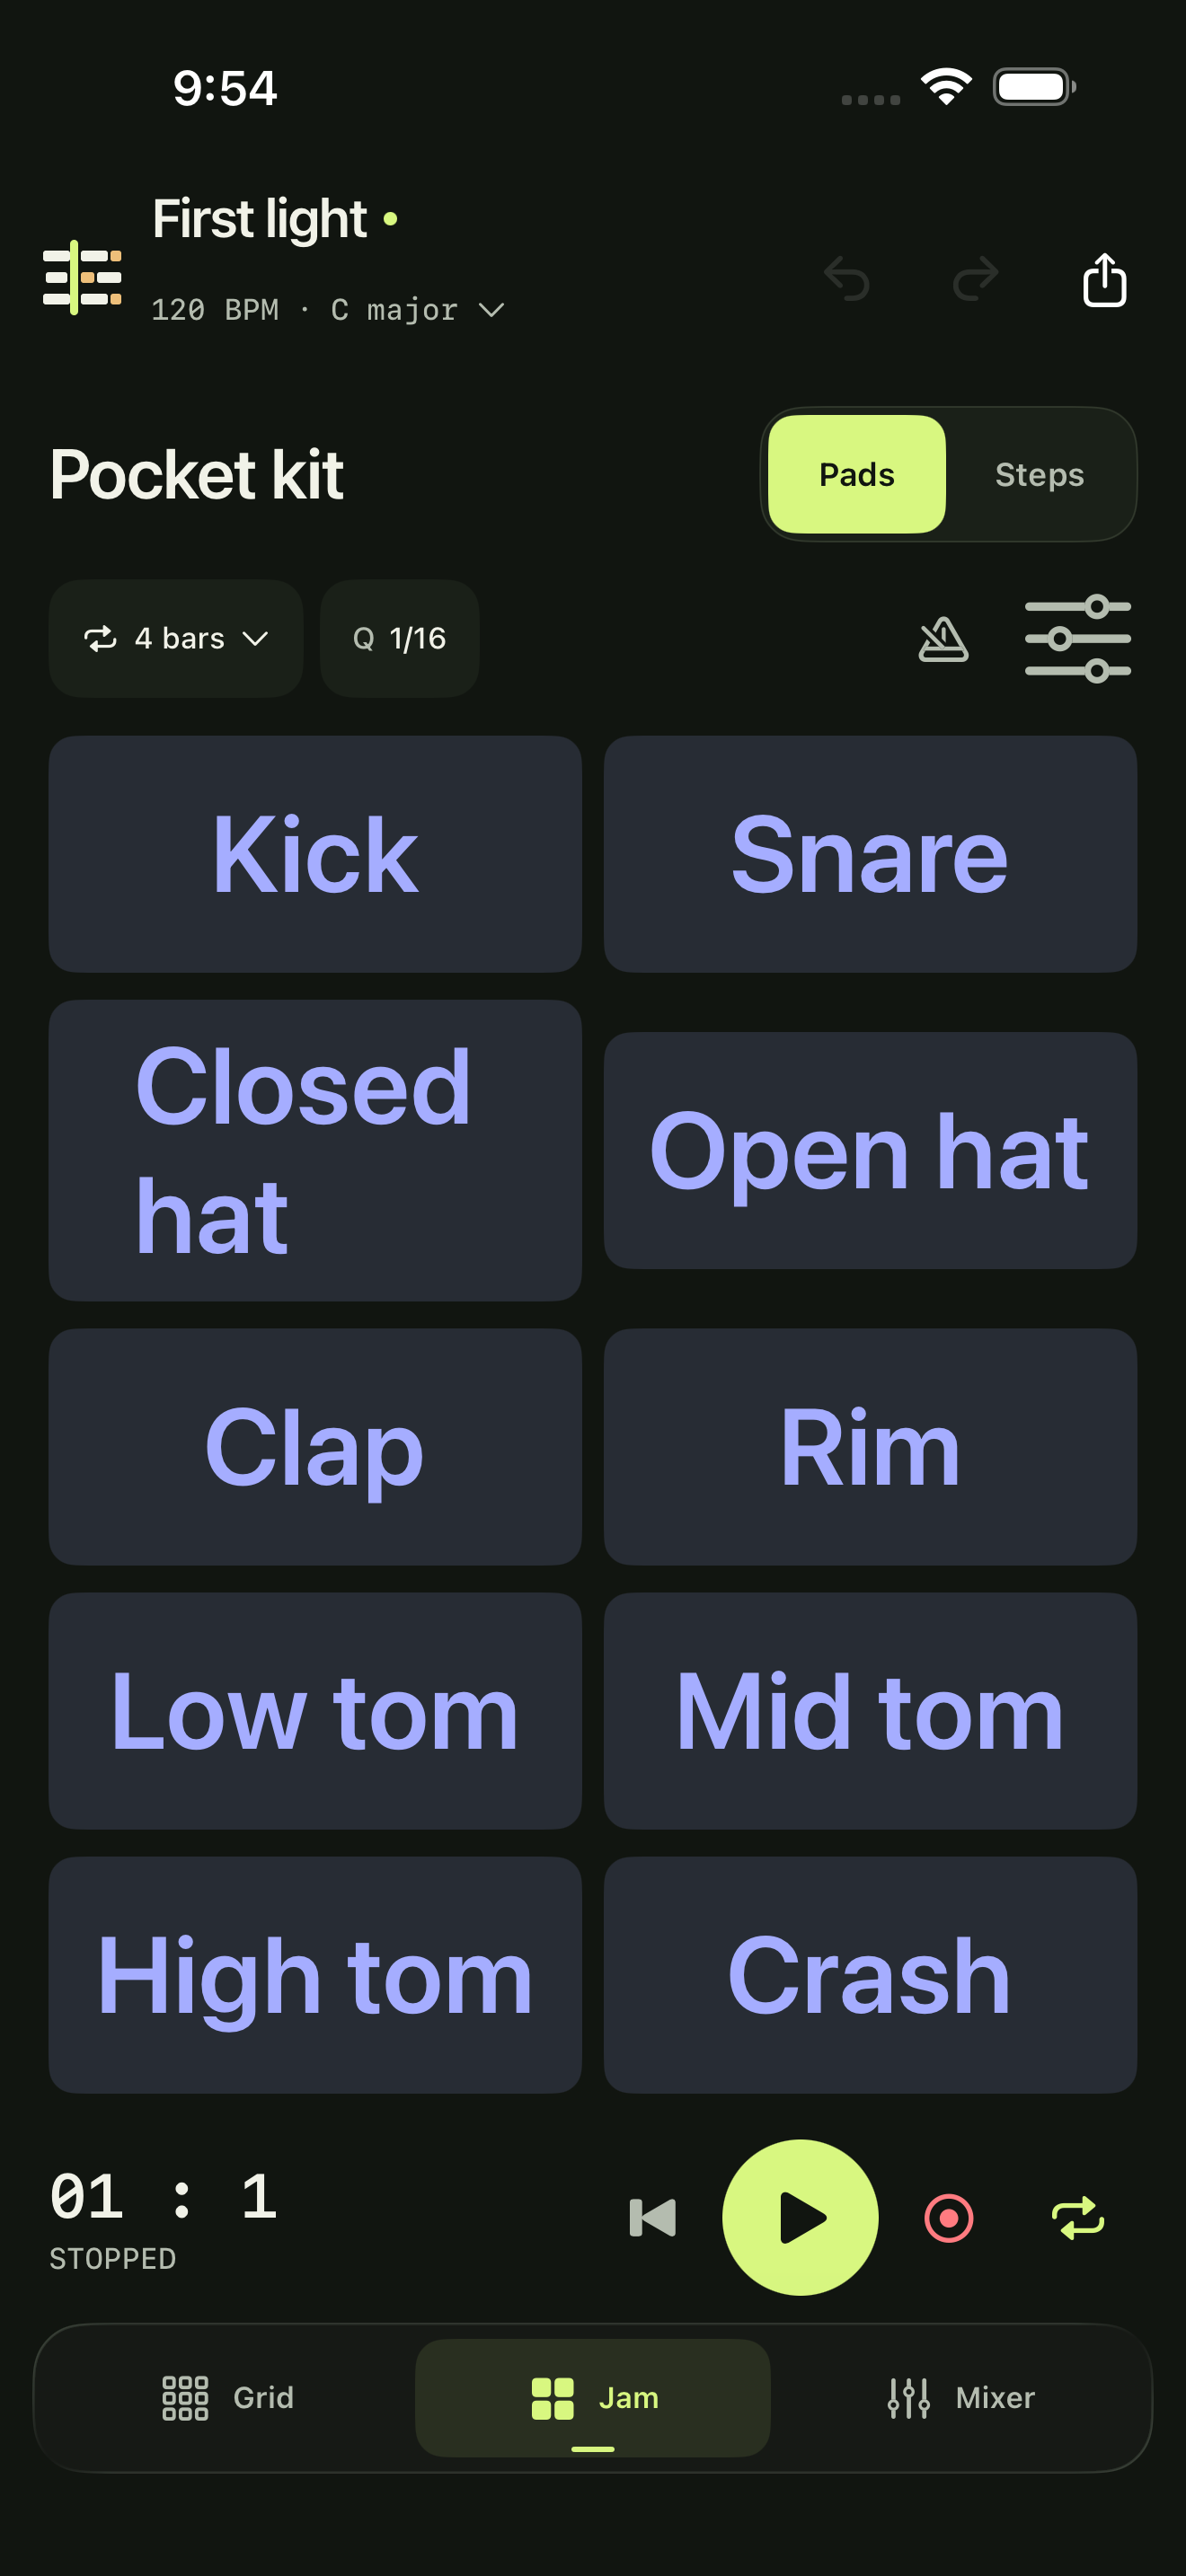 9:54
First light
120 BPM · C major
Pocket kit
Pads
Steps
4 bars
Q 1/16
Kick
Snare
Closed
hat
Open hat
Clap
Rim
Low tom
Mid tom
High tom
Crash
01 : 1
STOPPED
Grid
Jam
Mixer